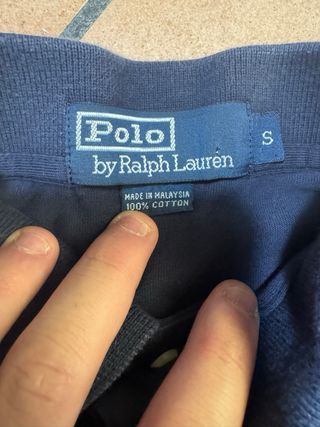 Polo
by Ralph Lauren
S
MADE IN MALAYSIA
100% COTTON